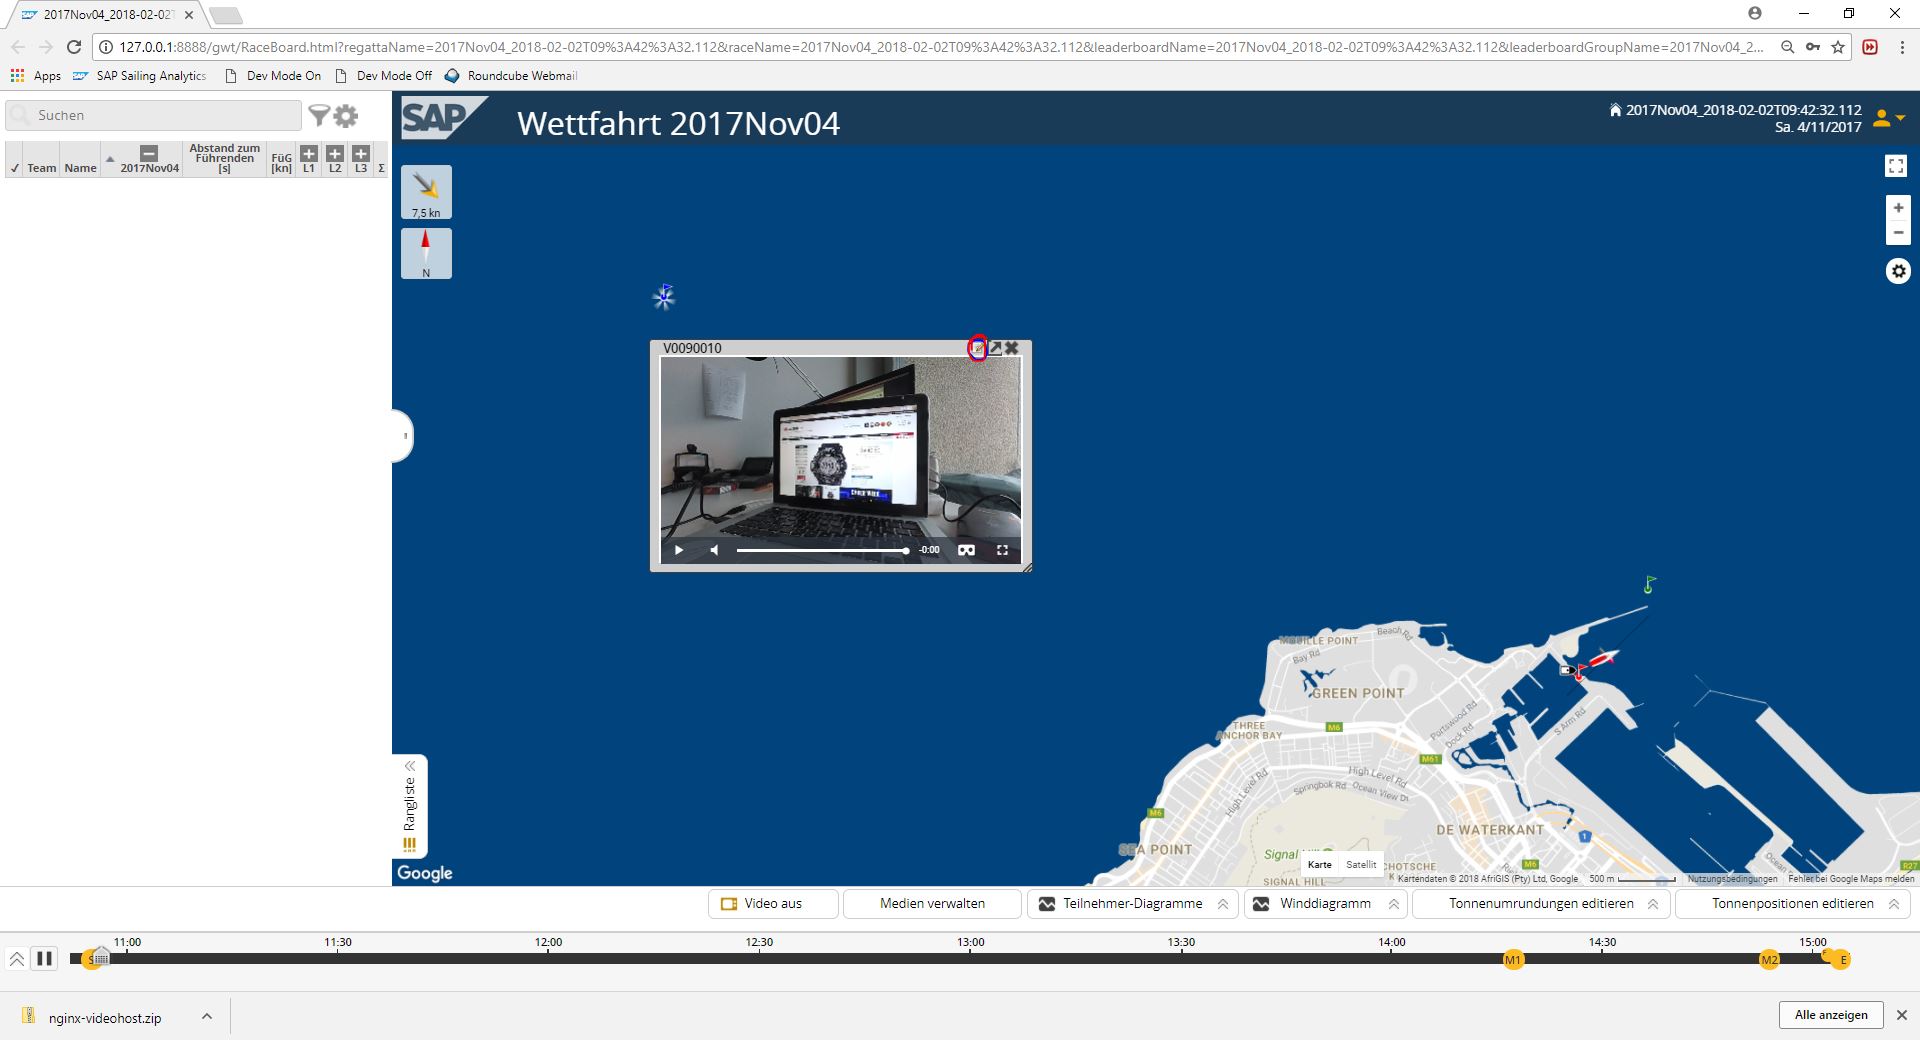 2017Nov04_2018-02-02T
127.0.0.1:8888/gwt/RaceBoard.html?regattaName=2017Nov04_2018-02-02T09%3A42%3A32.112&raceName=2017Nov04_2018-02-02T09%3A42%3A32.112&leaderboardName=2017Nov04_2018-02-02T09%3A42%3A32.112&leaderboardGroupName=2017Nov04_2...
Apps SAP Sailing Analytics Dev Mode On Dev Mode Off Roundcube Webmail
Suchen
✓ Team Name 2017Nov04 Abstand zum Führenden [s] FüG [kn] L1 L2 L3 Σ
SAP
Wettfahrt 2017Nov04
2017Nov04_2018-02-02T09:42:32.112
Sa. 4/11/2017
7,5 kn
N
V0090010
-0:00
MOUILLE POINT
Beach Rd
Bay Rd
GREEN POINT
THREE
ANCHOR BAY
M6
Portswood Rd
Dock Rd
S Arm Rd
M61
High Level Rd
High Level Rd
Springbok Rd
Ocean View Dr
M6
SEA POINT
DE WATERKANT
1
Signal
Karte Satellit
SIGNAL HILL
M6
R27
Rangliste
Google
Kartendaten © 2018 AfriGIS (Pty) Ltd, Google 500 m Nutzungsbedingungen Fehler bei Google Maps melden
Video aus Medien verwalten Teilnehmer-Diagramme Winddiagramm Tonnenumrundungen editieren Tonnenpositionen editieren
11:00 11:30 12:00 12:30 13:00 13:30 14:00 14:30 15:00
S M1 M2 F E
nginx-videohost.zip
Alle anzeigen